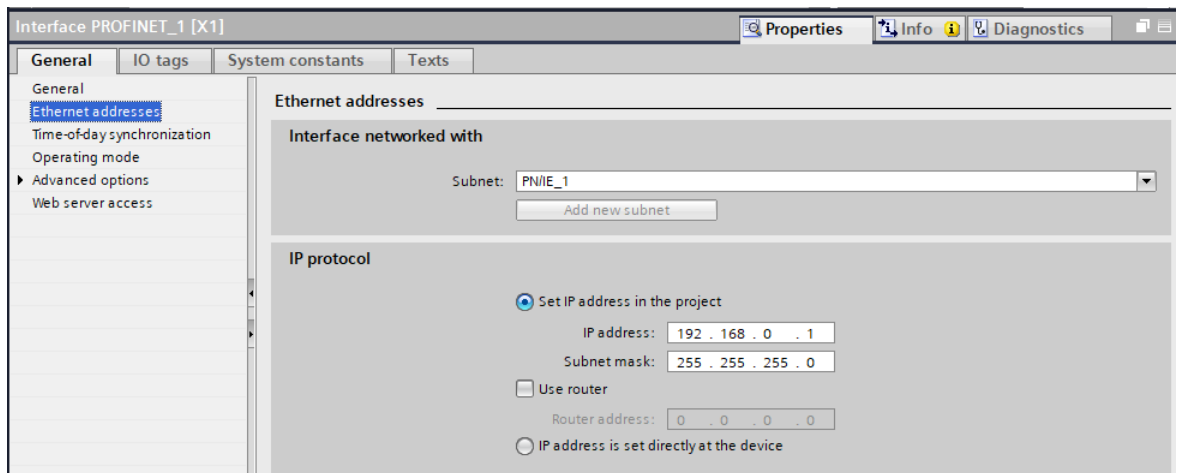 Interface PROFINET_1 [X1]
Properties
Info
Diagnostics
General
IO tags
System constants
Texts
General
Ethernet addresses
Time-of-day synchronization
Operating mode
Advanced options
Web server access
Ethernet addresses
Interface networked with
Subnet: PN/IE_1
Add new subnet
IP protocol
Set IP address in the project
IP address: 192 . 168 . 0 . 1
Subnet mask: 255 . 255 . 255 . 0
Use router
Router address: 0 . 0 . 0 . 0
IP address is set directly at the device